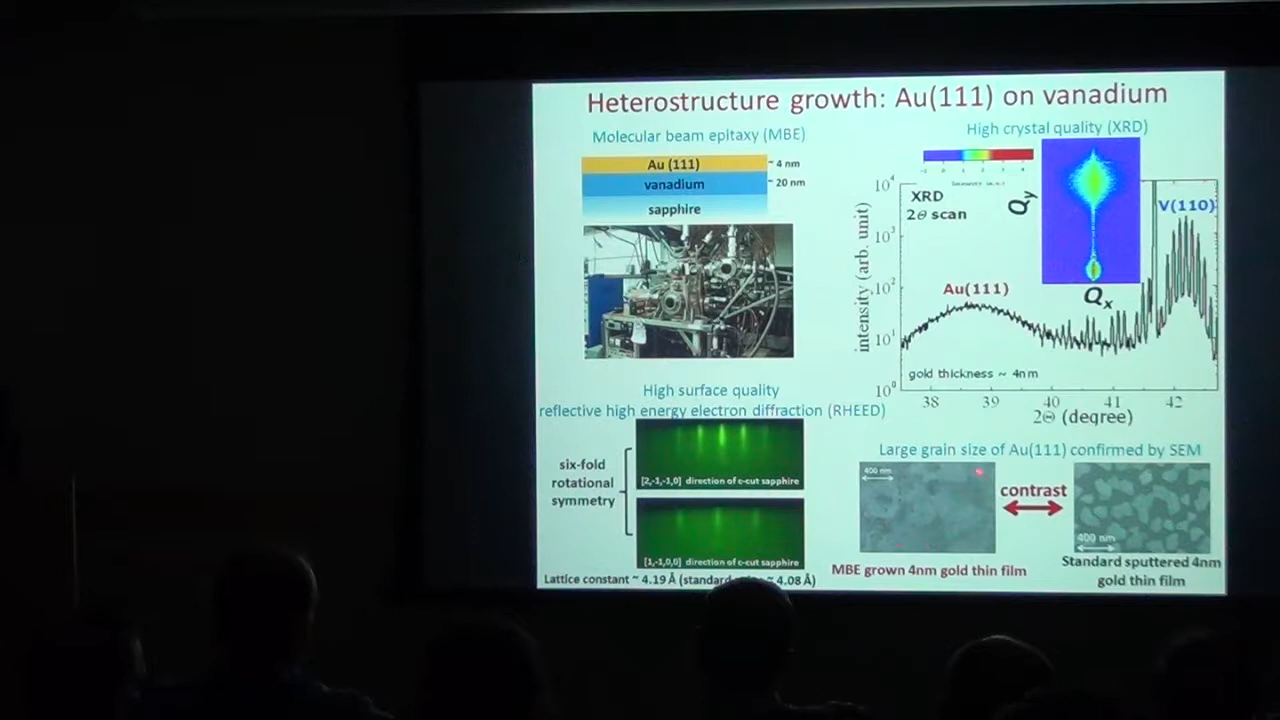 Heterostructure growth: Au(111) on vanadium
Molecular beam epitaxy (MBE)
Au (111)
~ 4 nm
vanadium
~ 20 nm
sapphire
High surface quality
reflective high energy electron diffraction (RHEED)
six-fold
rotational
symmetry
[2,-1,-1,0] direction of c-cut sapphire
[1,-1,0,0] direction of c-cut sapphire
Lattice constant ~ 4.19 Å (standard ~ 4.08 Å)
High crystal quality (XRD)
XRD
2Θ scan
Qy
Qx
V(110)
Au(111)
intensity (arb. unit)
10⁴
10³
10²
10¹
10⁰
gold thickness ~ 4nm
38 39 40 41 42
2Θ (degree)
Large grain size of Au(111) confirmed by SEM
400 nm
contrast
400 nm
MBE grown 4nm gold thin film
Standard sputtered 4nm
gold thin film